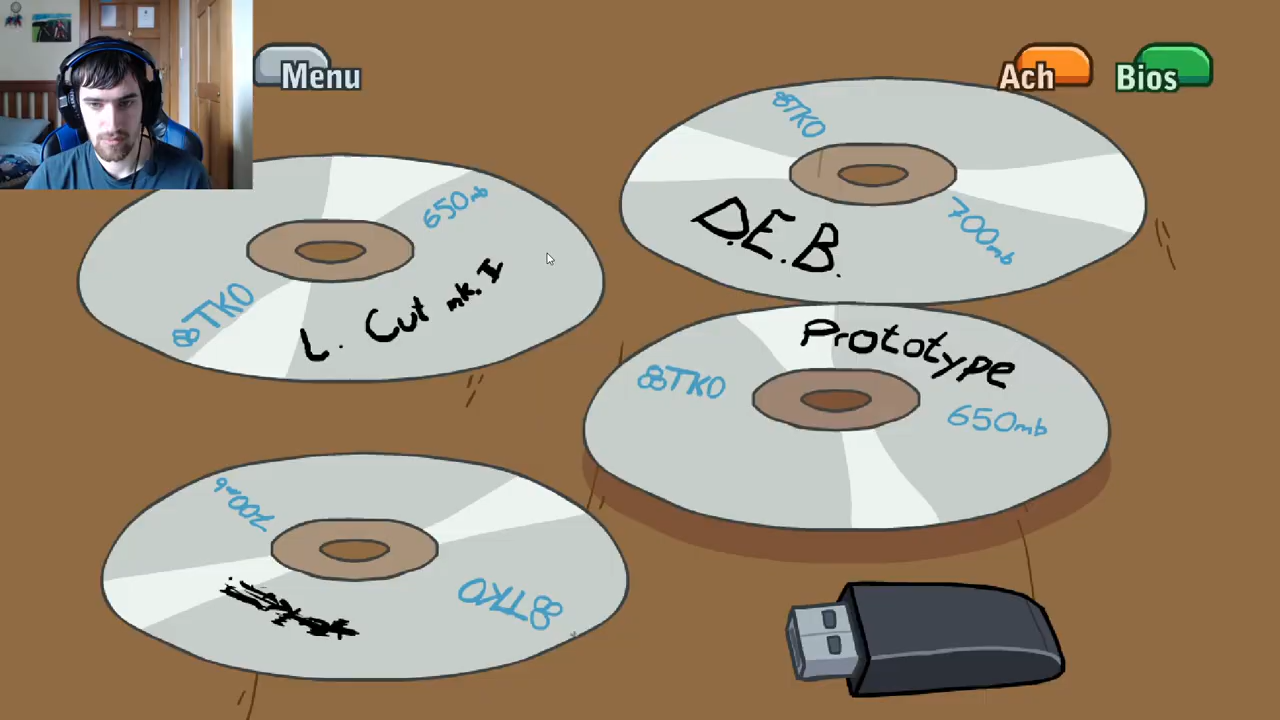 Menu
Ach
Bios
8TKO
700mb
D.E.B.
650mb
8TKO
L. Cut mk. I
Prototype
8TKO
650mb
700mb
8TKO